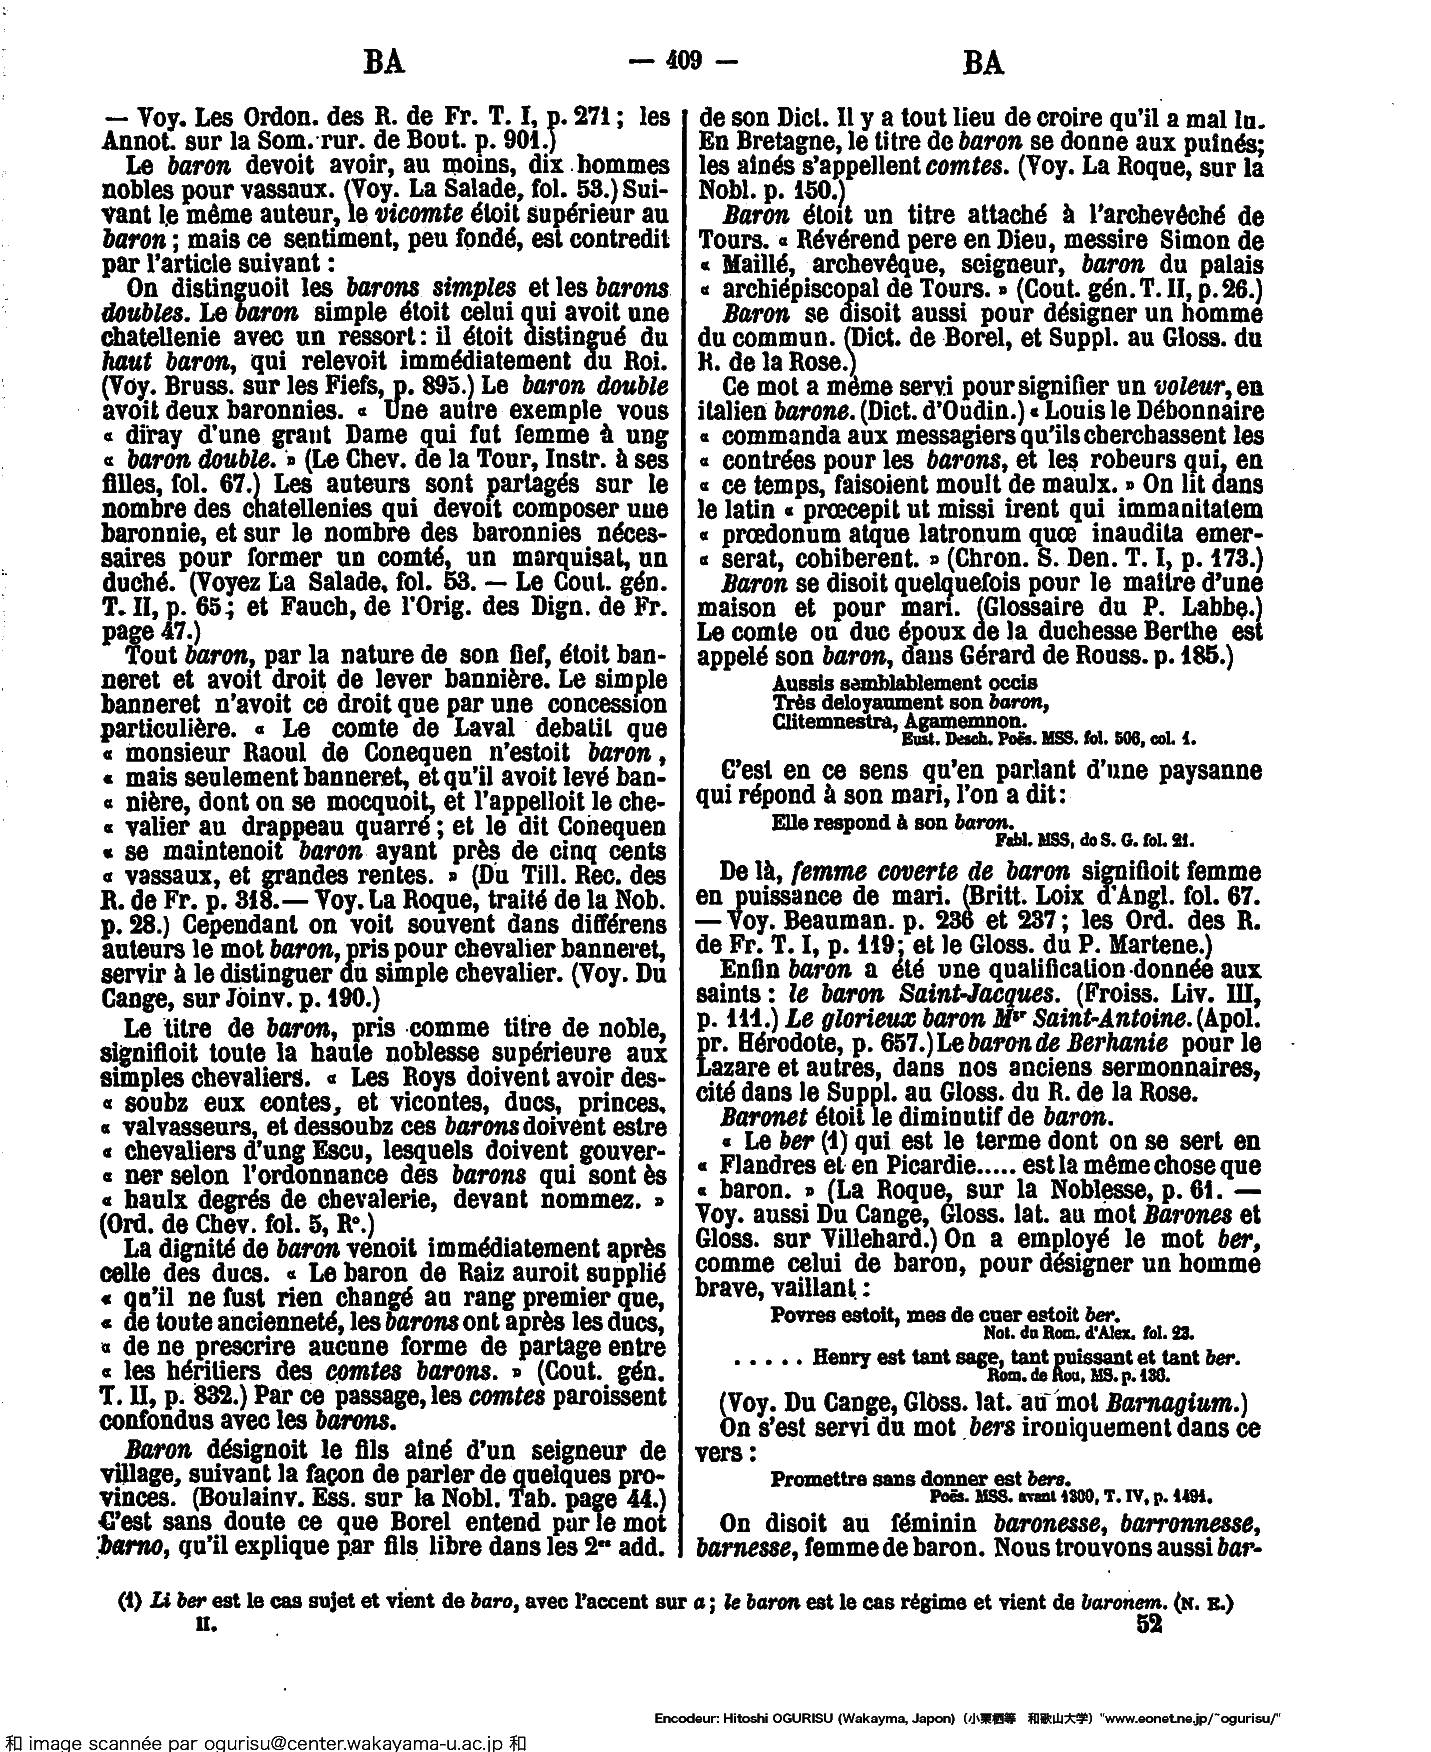 BA — 409 — BA
— Voy. Les Ordon. des R. de Fr. T. I, p. 271 ; les
Annot. sur la Som. rur. de Bout. p. 901.)
Le baron devoit avoir, au moins, dix hommes
nobles pour vassaux. (Voy. La Salade, fol. 53.) Sui-
vant le même auteur, le vicomte étoit supérieur au
baron ; mais ce sentiment, peu fondé, est contredit
par l'article suivant :
On distinguoit les barons simples et les barons
doubles. Le baron simple étoit celui qui avoit une
chatellenie avec un ressort : il étoit distingué du
haut baron, qui relevoit immédiatement du Roi.
(Voy. Bruss. sur les Fiefs, p. 895.) Le baron double
avoit deux baronnies. « Une autre exemple vous
« diray d'une grant Dame qui fut femme à ung
« baron double. » (Le Chev. de la Tour, Instr. à ses
filles, fol. 67.) Les auteurs sont partagés sur le
nombre des chatellenies qui devoit composer une
baronnie, et sur le nombre des baronnies néces-
saires pour former un comté, un marquisat, un
duché. (Voyez La Salade, fol. 53. — Le Cout. gén.
T. II, p. 65 ; et Fauch, de l'Orig. des Dign. de Fr.
page 47.)
Tout baron, par la nature de son fief, étoit ban-
neret et avoit droit de lever bannière. Le simple
banneret n'avoit ce droit que par une concession
particulière. « Le comte de Laval debatit que
« monsieur Raoul de Conequen n'estoit baron,
« mais seulement banneret, et qu'il avoit levé ban-
« nière, dont on se mocquoit, et l'appelloit le che-
« valier au drappeau quarré ; et le dit Conequen
« se maintenoit baron ayant près de cinq cents
« vassaux, et grandes rentes. » (Du Till. Rec. des
R. de Fr. p. 318. — Voy. La Roque, traité de la Nob.
p. 28.) Cependant on voit souvent dans différens
auteurs le mot baron, pris pour chevalier banneret,
servir à le distinguer du simple chevalier. (Voy. Du
Cange, sur Joinv. p. 190.)
Le titre de baron, pris comme titre de noble,
signifioit toute la haute noblesse supérieure aux
simples chevaliers. « Les Roys doivent avoir des-
« soubz eux contes, et vicontes, ducs, princes,
« valvasseurs, et dessoubz ces barons doivent estre
« chevaliers d'ung Escu, lesquels doivent gouver-
« ner selon l'ordonnance des barons qui sont ès
« haulx degrés de chevalerie, devant nommez. »
(Ord. de Chev. fol. 5, R°.)
La dignité de baron venoit immédiatement après
celle des ducs. « Le baron de Raiz auroit supplié
« qu'il ne fust rien changé au rang premier que,
« de toute ancienneté, les barons ont après les ducs,
« de ne prescrire aucune forme de partage entre
« les héritiers des comtes barons. » (Cout. gén.
T. II, p. 832.) Par ce passage, les comtes paroissent
confondus avec les barons.
Baron désignoit le fils aîné d'un seigneur de
village, suivant la façon de parler de quelques pro-
vinces. (Boulainv. Ess. sur la Nobl. Tab. page 44.)
C'est sans doute ce que Borel entend par le mot
barno, qu'il explique par fils libre dans les 2es add.
de son Dict. Il y a tout lieu de croire qu'il a mal lu.
En Bretagne, le titre de baron se donne aux puinés;
les ainés s'appellent comtes. (Voy. La Roque, sur la
Nobl. p. 150.)
Baron étoit un titre attaché à l'archevêché de
Tours. « Révérend pere en Dieu, messire Simon de
« Maillé, archevêque, seigneur, baron du palais
« archiépiscopal de Tours. » (Cout. gén. T. II, p. 26.)
Baron se disoit aussi pour désigner un homme
du commun. (Dict. de Borel, et Suppl. au Gloss. du
R. de la Rose.)
Ce mot a même servi pour signifier un voleur, en
italien barone. (Dict. d'Oudin.) « Louis le Débonnaire
« commanda aux messagiers qu'ils cherchassent les
« contrées pour les barons, et les robeurs qui, en
« ce temps, faisoient moult de maulx. » On lit dans
le latin « prœcepit ut missi irent qui immanitatem
« prœdonum atque latronum quœ inaudita emer-
« serat, cohiberent. » (Chron. S. Den. T. I, p. 173.)
Baron se disoit quelquefois pour le maître d'une
maison et pour mari. (Glossaire du P. Labbe.)
Le comte ou duc époux de la duchesse Berthe est
appelé son baron, dans Gérard de Rouss. p. 185.)
Aussis semblablement occis
Très deloyaument son baron,
Clitemnestra, Agamemnon.
Eust. Desch. Poës. MSS. fol. 506, col. 1.
C'est en ce sens qu'en parlant d'une paysanne
qui répond à son mari, l'on a dit :
Elle respond à son baron.
Fabl. MSS, de S. G. fol. 21.
De là, femme coverte de baron signifioit femme
en puissance de mari. (Britt. Loix d'Angl. fol. 67.
— Voy. Beauman. p. 236 et 237 ; les Ord. des R.
de Fr. T. I, p. 119 ; et le Gloss. du P. Martene.)
Enfin baron a été une qualification donnée aux
saints : le baron Saint-Jacques. (Froiss. Liv. III,
p. 111.) Le glorieux baron Msr Saint-Antoine. (Apol.
pr. Hérodote, p. 657.) Le baron de Berhanie pour le
Lazare et autres, dans nos anciens sermonnaires,
cité dans le Suppl. au Gloss. du R. de la Rose.
Baronet étoit le diminutif de baron.
« Le ber (1) qui est le terme dont on se sert en
« Flandres et en Picardie..... est la même chose que
« baron. » (La Roque, sur la Noblesse, p. 61. —
Voy. aussi Du Cange, Gloss. lat. au mot Barones et
Gloss. sur Villehard.) On a employé le mot ber,
comme celui de baron, pour désigner un homme
brave, vaillant :
Povres estoit, mes de cuer estoit ber.
Not. du Rom. d'Alex. fol. 23.
..... Henry est tant sage, tant puissant et tant ber.
Rom. de Rou, MS. p. 130.
(Voy. Du Cange, Gloss. lat. au mot Barnagium.)
On s'est servi du mot bers ironiquement dans ce
vers :
Promettre sans donner est bers.
Poës. MSS. avant 1300, T. IV, p. 1491.
On disoit au féminin baronesse, barronnesse,
barnesse, femme de baron. Nous trouvons aussi bar-
(1) Li ber est le cas sujet et vient de baro, avec l'accent sur a ; le baron est le cas régime et vient de baronem. (N. E.)
II. 52
Encodeur: Hitoshi OGURISU (Wakayma, Japon) (小栗栖等 和歌山大学) "www.eonet.ne.jp/~ogurisu/"
和 image scannée par ogurisu@center.wakayama-u.ac.jp 和